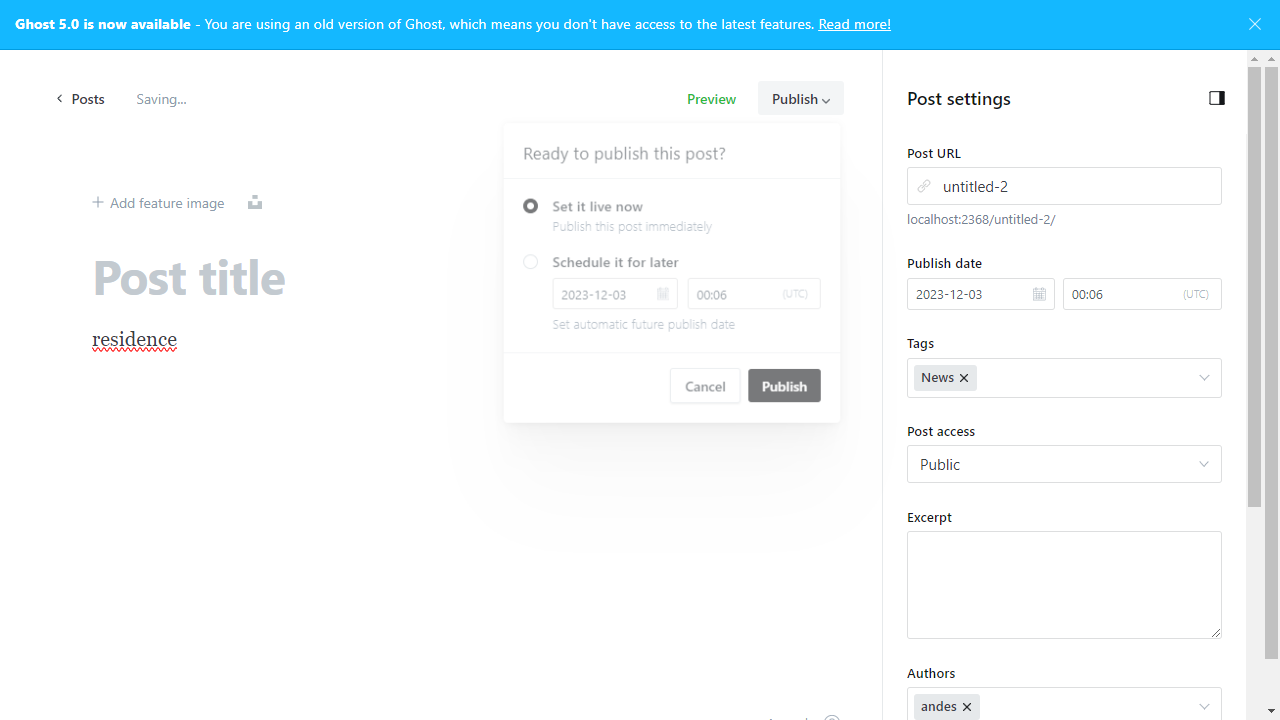 Ghost 5.0 is now available - You are using an old version of Ghost, which means you don't have access to the latest features. Read more!
Posts
Saving...
Preview
Publish
Ready to publish this post?
Set it live now
Publish this post immediately
Schedule it for later
2023-12-03
00:06
(UTC)
Set automatic future publish date
Cancel
Publish
Add feature image
Post title
residence
Post settings
Post URL
untitled-2
localhost:2368/untitled-2/
Publish date
2023-12-03
00:06
(UTC)
Tags
News
Post access
Public
Excerpt
Authors
andes